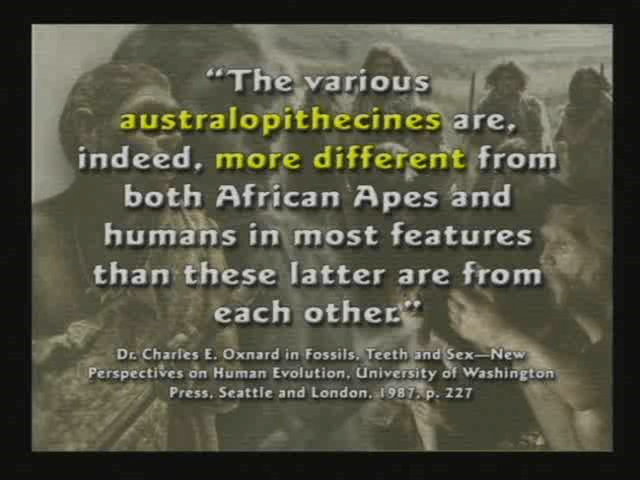 “The various
australopithecines are,
indeed, more different from
both African Apes and
humans in most features
than these latter are from
each other.”
Dr. Charles E. Oxnard in Fossils, Teeth and Sex—New
Perspectives on Human Evolution, University of Washington
Press, Seattle and London, 1987, p. 227